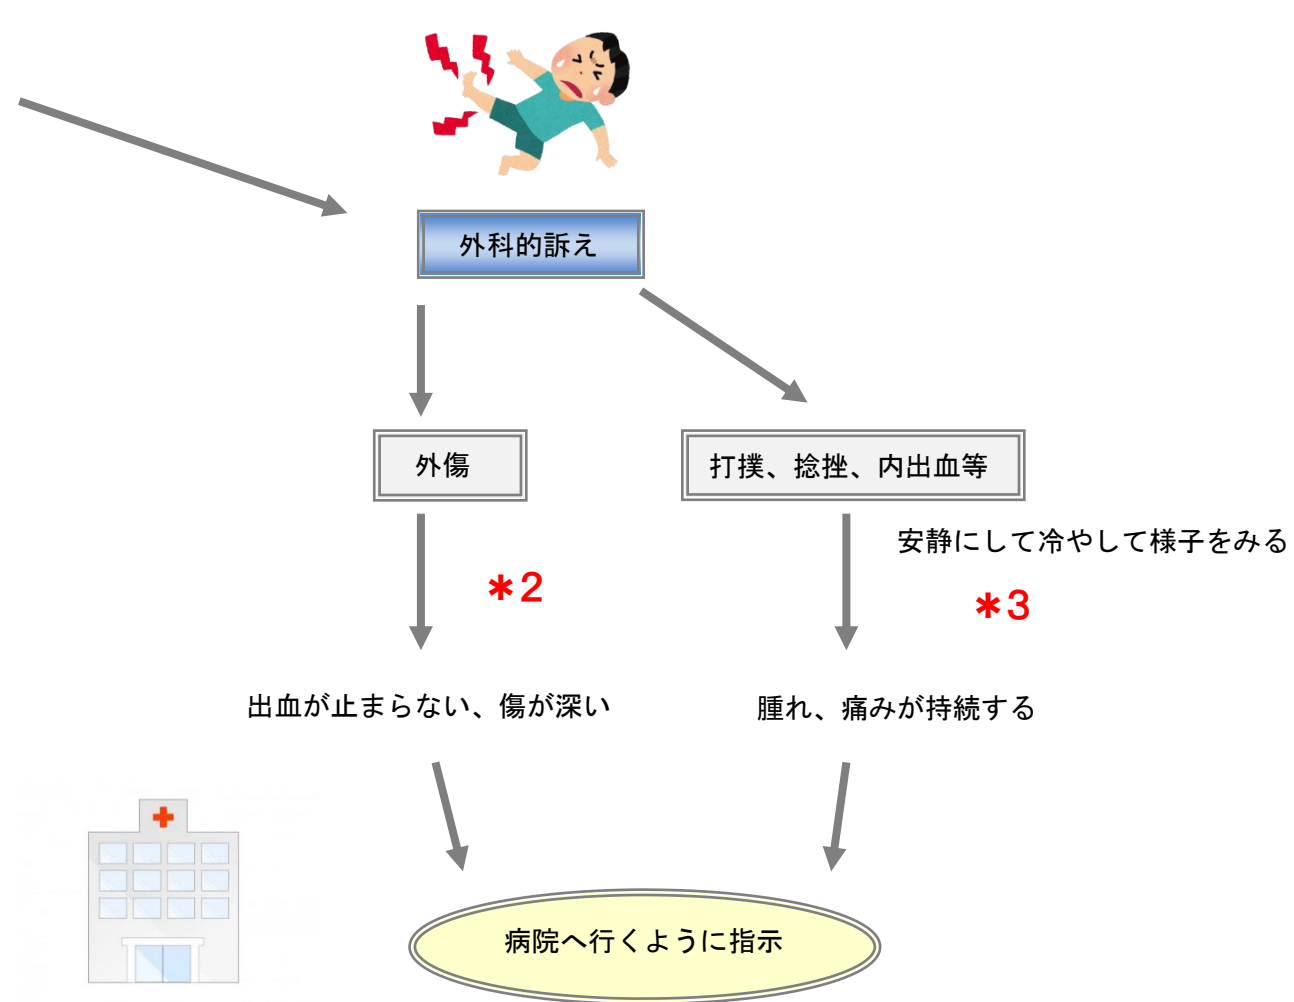 外科的訴え
外傷
打撲、捻挫、内出血等
安静にして冷やして様子をみる
＊2
＊3
出血が止まらない、傷が深い
腫れ、痛みが持続する
病院へ行くように指示